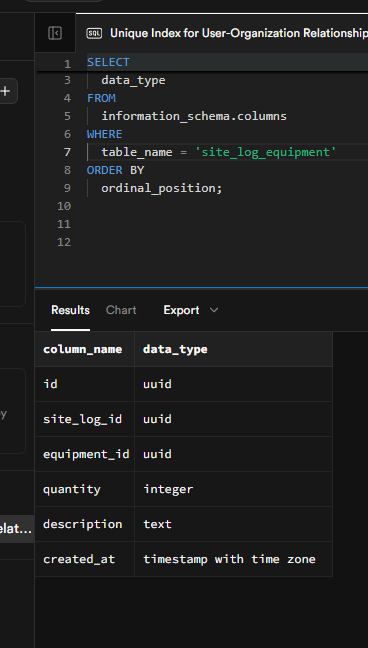 SQL Unique Index for User-Organization Relationship
1 SELECT
3 data_type
4 FROM
5 information_schema.columns
6 WHERE
7 table_name = 'site_log_equipment'
8 ORDER BY
9 ordinal_position;
10
11
12
Results Chart Export
column_name data_type
id uuid
site_log_id uuid
equipment_id uuid
quantity integer
description text
created_at timestamp with time zone
y
elat...